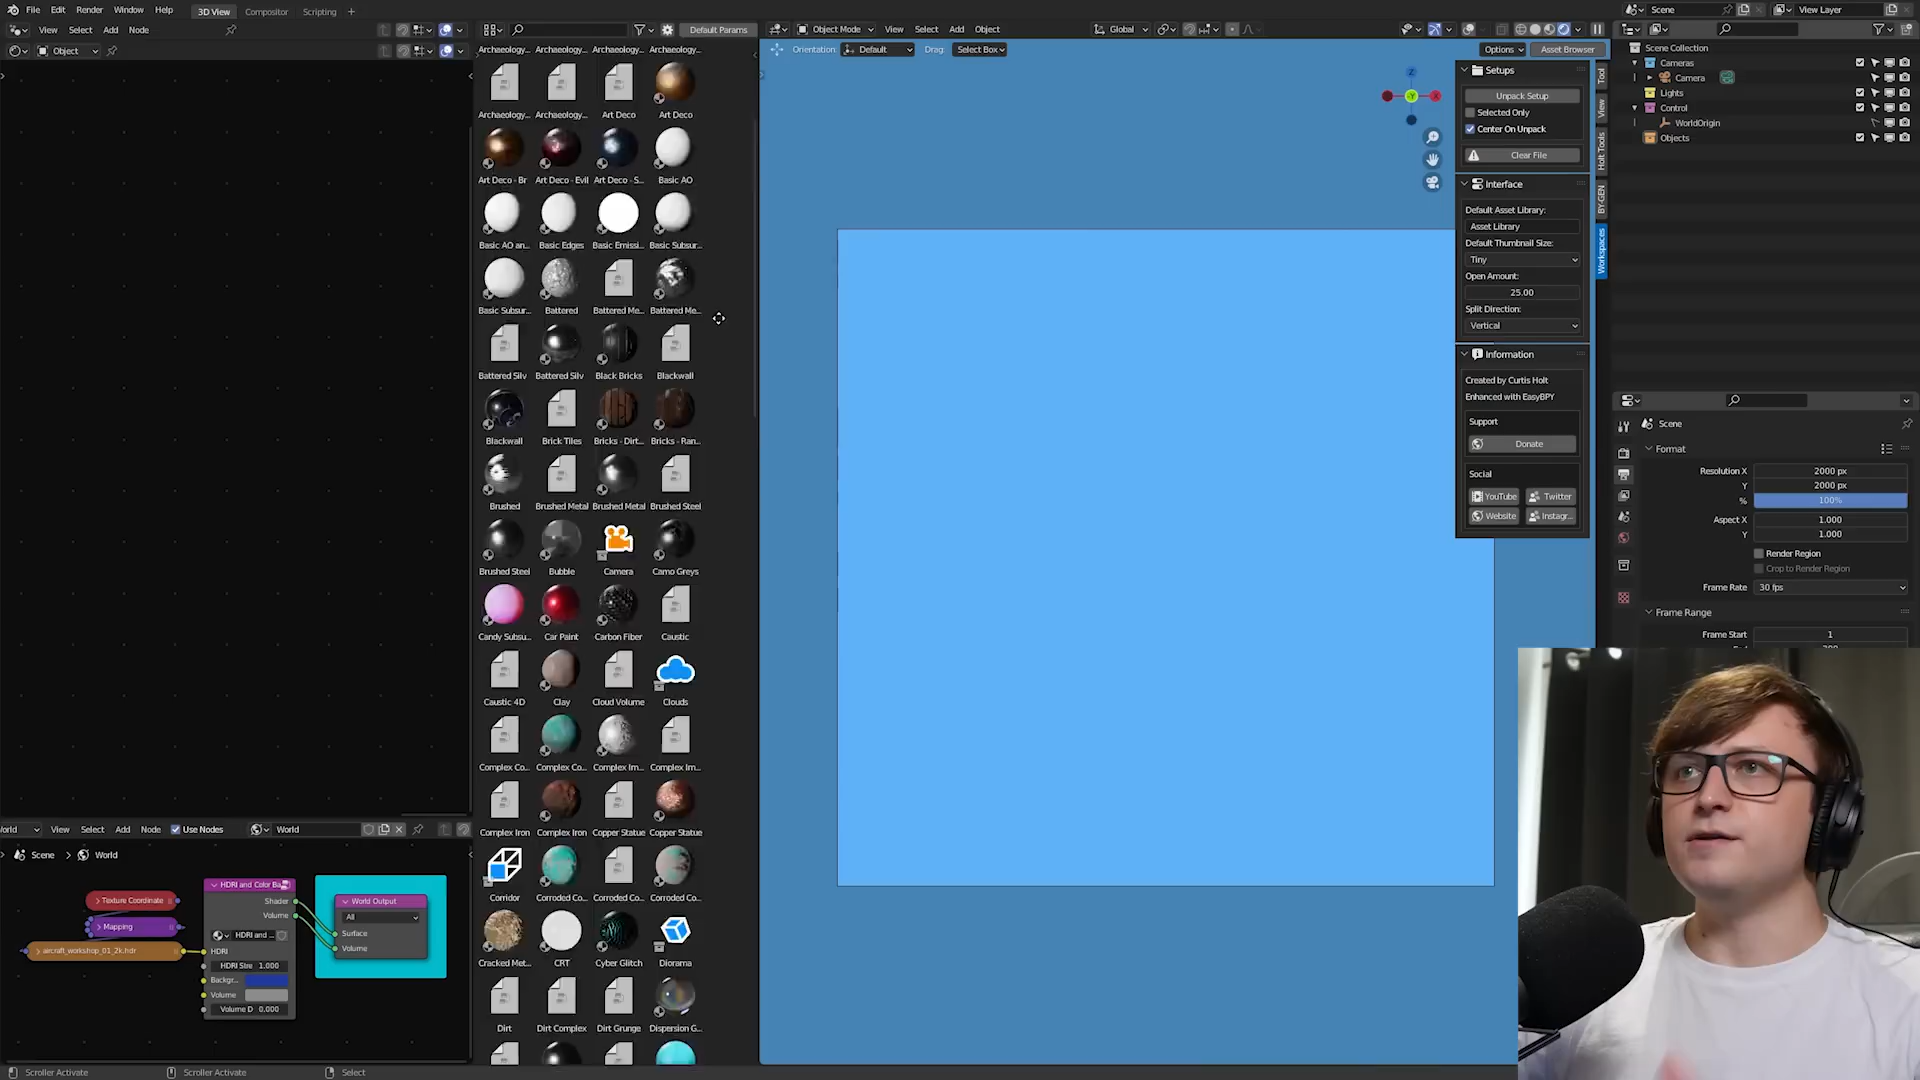 File Edit Render Window Help 3D View Compositor Scripting +
Scene View Layer
View Select Add Node
Object
Default Params
Object Mode View Select Add Object Global
Orientation: Default Drag: Select Box Options Asset Browser
Scene Collection
Cameras
Camera
Lights
Control
WorldOrigin
Objects
Archaeology... Archaeology... Archaeology... Archaeology...
Archaeology... Archaeology... Art Deco Art Deco
Art Deco - Br Art Deco - Evil Art Deco - S... Basic AO
Basic AO an... Basic Edges Basic Emissi... Basic Subsur...
Basic Subsur... Battered Battered Me... Battered Me...
Battered Silv Battered Silv Black Bricks Blackwall
Blackwall Brick Tiles Bricks - Dirt... Bricks - Ran...
Brushed Brushed Metal Brushed Metal Brushed Steel
Brushed Steel Bubble Camera Camo Greys
Candy Subsu... Car Paint Carbon Fiber Caustic
Caustic 4D Clay Cloud Volume Clouds
Complex Co... Complex Co... Complex Im... Complex Im...
Complex Iron Complex Iron Copper Statue Copper Statue
Corridor Corroded Co... Corroded Co... Corroded Co...
Cracked Met... CRT Cyber Glitch Diorama
Dirt Dirt Complex Dirt Grunge Dispersion G...
Z
-Y
X
Setups
Unpack Setup
Selected Only
Center On Unpack
Clear File
Interface
Default Asset Library:
Asset Library
Default Thumbnail Size:
Tiny
Open Amount:
25.00
Split Direction:
Vertical
Information
Created by Curtis Holt
Enhanced with EasyBPY
Support
Donate
Social
YouTube Twitter
Website Instagr...
Tool
View
Holt Tools
BY-GEN
Workspaces
Scene
Format
Resolution X 2000 px
Y 2000 px
% 100%
Aspect X 1.000
Y 1.000
Render Region
Crop to Render Region
Frame Rate 30 fps
Frame Range
Frame Start 1
orld View Select Add Node Use Nodes World
Scene > World
Texture Coordinate
Mapping
HDRI and Color Ba
Shader
Volume
HDRI and ...
HDRI
HDRI Stre 1.000
Backgr...
Volume
Volume D 0.000
World Output
All
Surface
Volume
Scroller Activate Scroller Activate Select